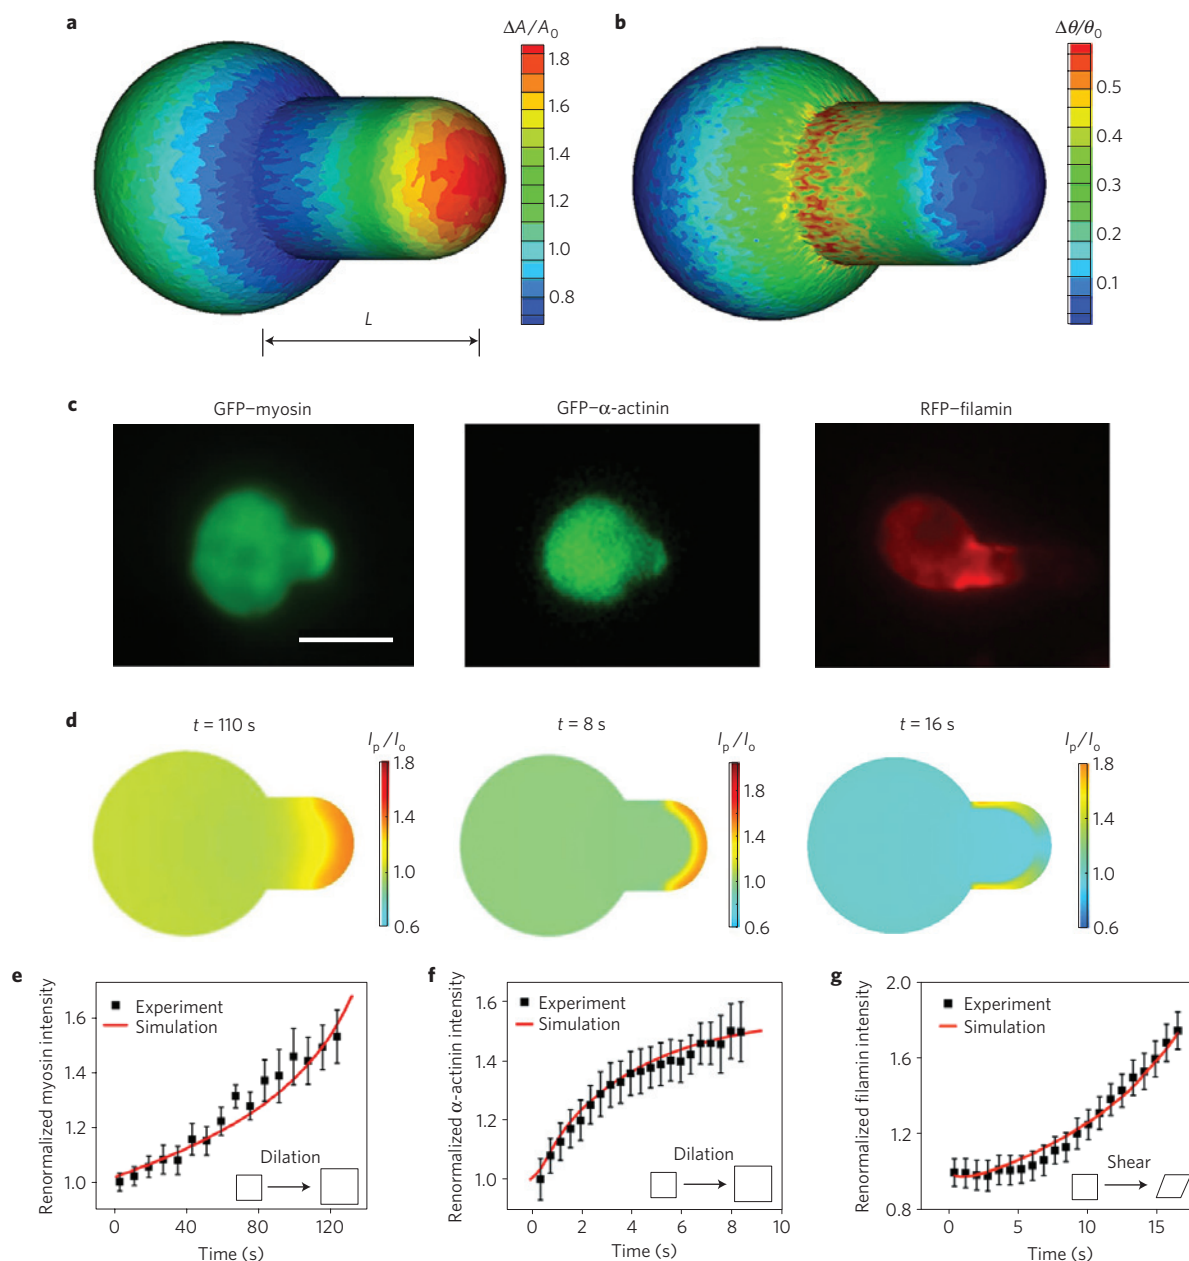 a
ΔA/A0
1.8
1.6
1.4
1.2
1.0
0.8
L
b
Δθ/θ0
0.5
0.4
0.3
0.2
0.1
c
GFP–myosin
GFP–α-actinin
RFP–filamin
d
t = 110 s
Ip/Io
1.8
1.4
1.0
0.6
t = 8 s
Ip/Io
1.8
1.4
1.0
0.6
t = 16 s
Ip/Io
1.8
1.4
1.0
0.6
e
Renormalized myosin intensity
1.6
1.4
1.2
1.0
Experiment
Simulation
Dilation
0 40 80 120
Time (s)
f
Renormalized α-actinin intensity
1.6
1.4
1.2
1.0
Experiment
Simulation
Dilation
0 2 4 6 8 10
Time (s)
g
Renormalized filamin intensity
2.0
1.6
1.2
0.8
Experiment
Simulation
Shear
0 5 10 15
Time (s)